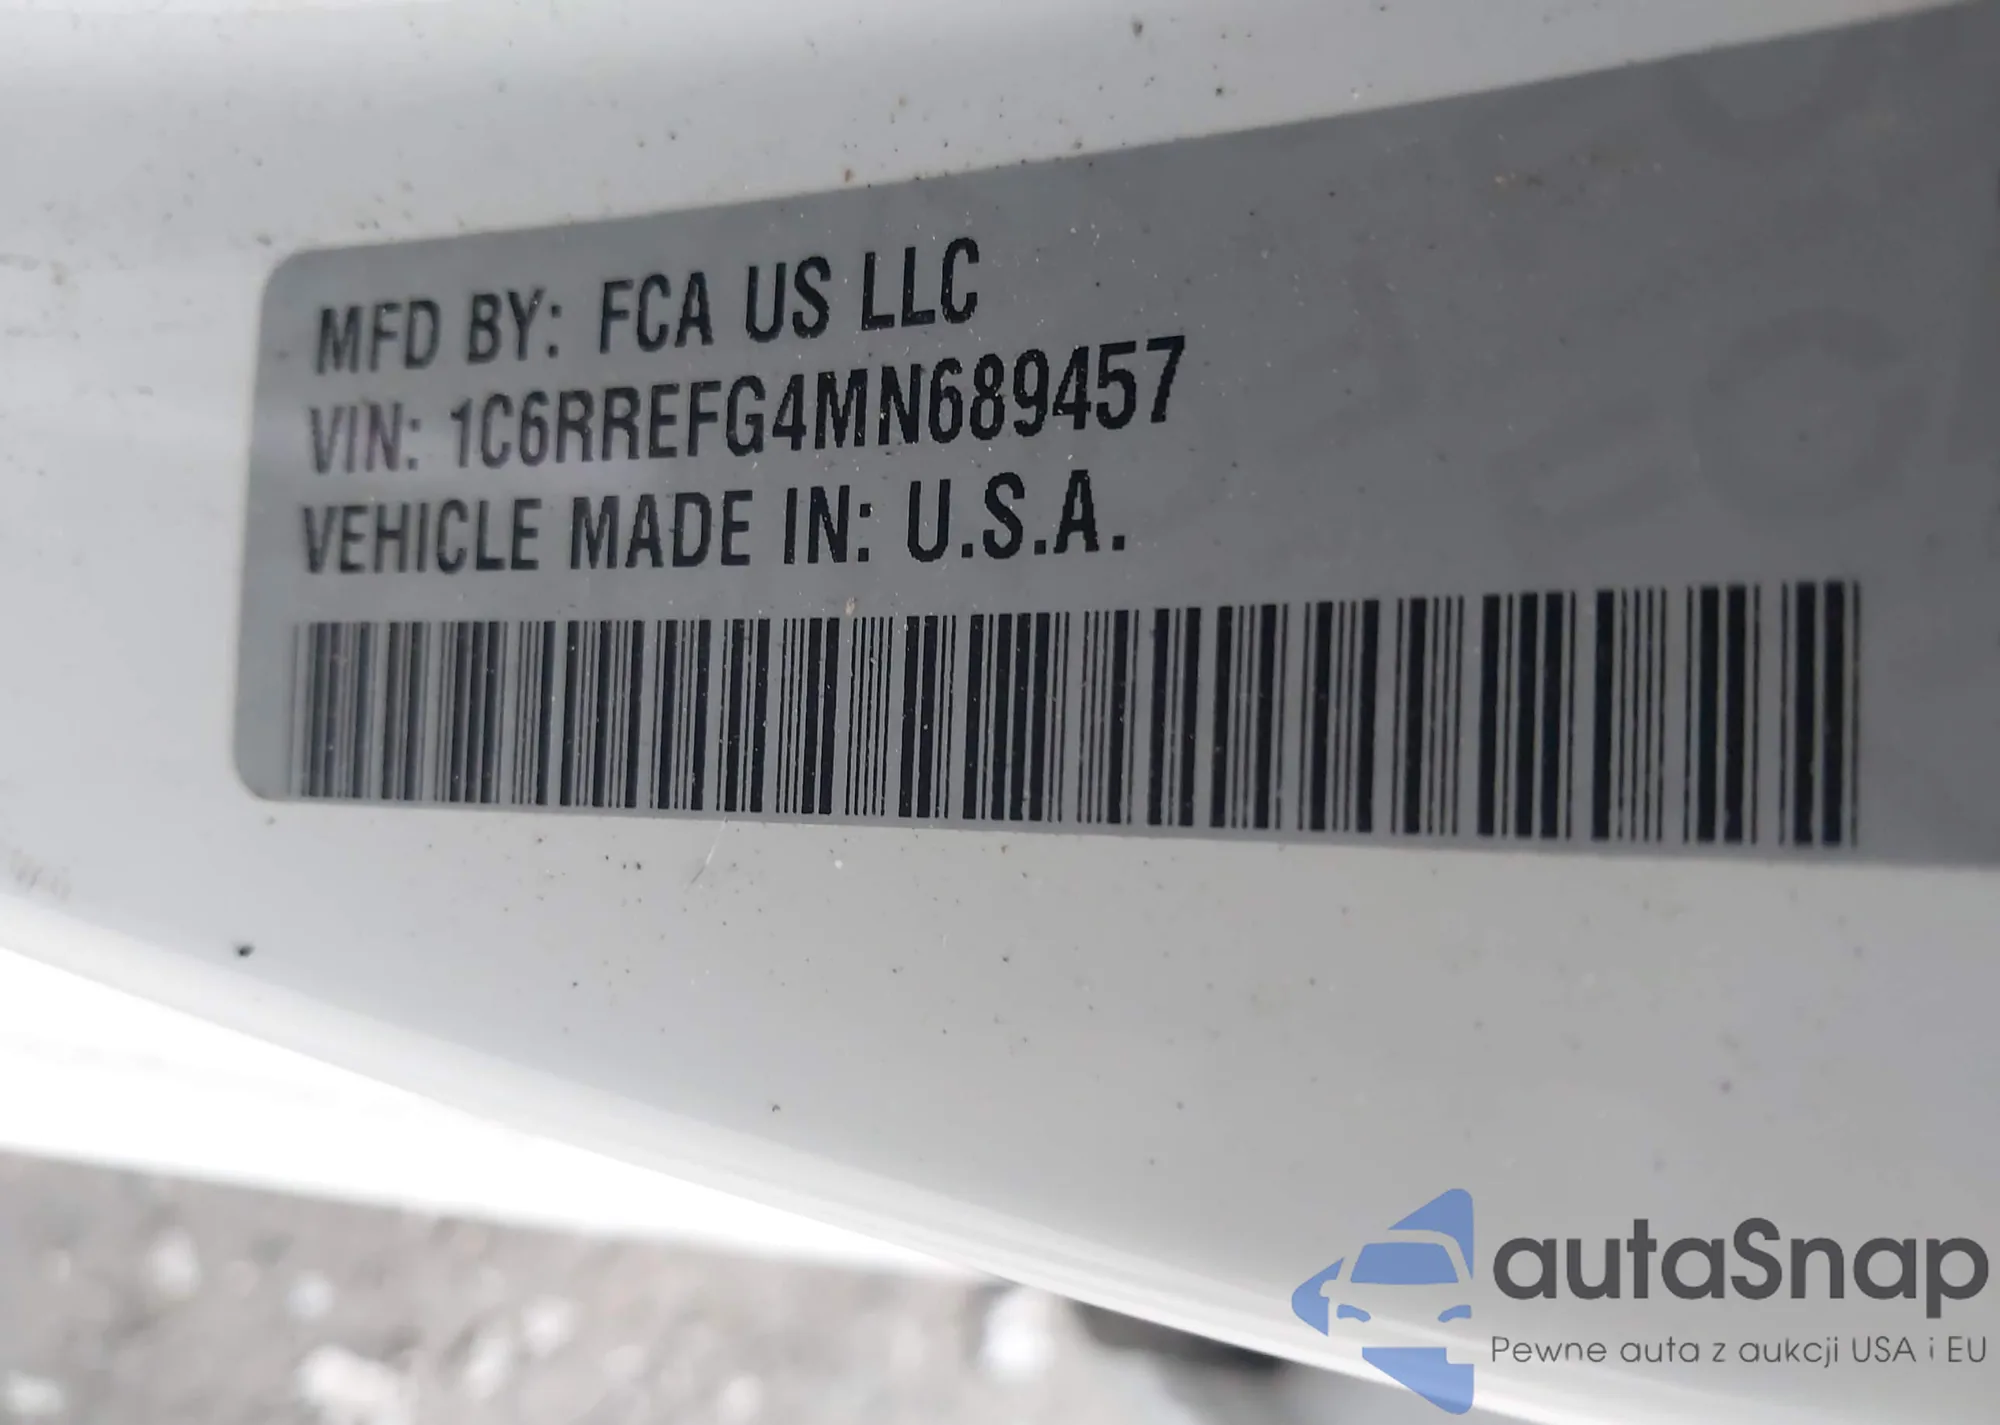 MFD BY: FCA US LLC
VIN: 1C6RREFG4MN689457
VEHICLE MADE IN: U.S.A.
autaSnap
Pewne auta z aukcji USA i EU